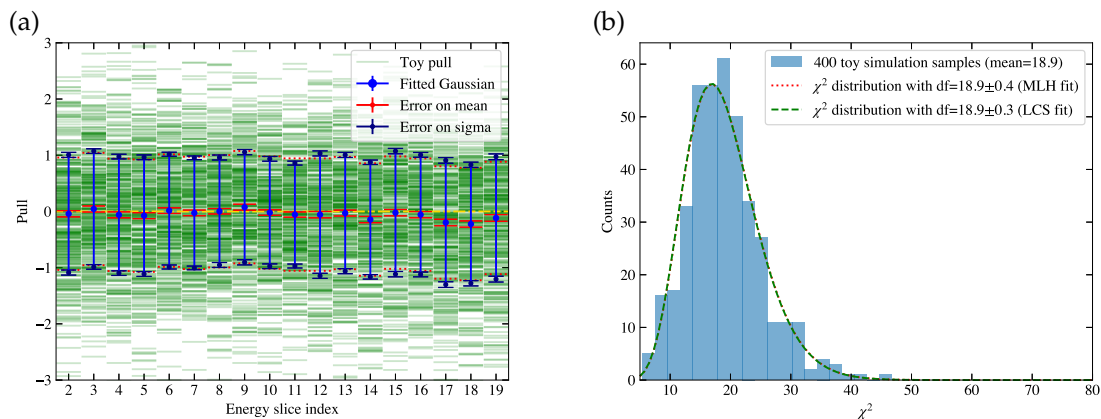 (a)
3
2
1
0
−1
−2
−3
Pull
Toy pull
Fitted Gaussian
Error on mean
Error on sigma
2 3 4 5 6 7 8 9 10 11 12 13 14 15 16 17 18 19
Energy slice index
(b)
60
50
40
30
20
10
0
Counts
400 toy simulation samples (mean=18.9)
χ² distribution with df=18.9±0.4 (MLH fit)
χ² distribution with df=18.9±0.3 (LCS fit)
10 20 30 40 50 60 70 80
χ²